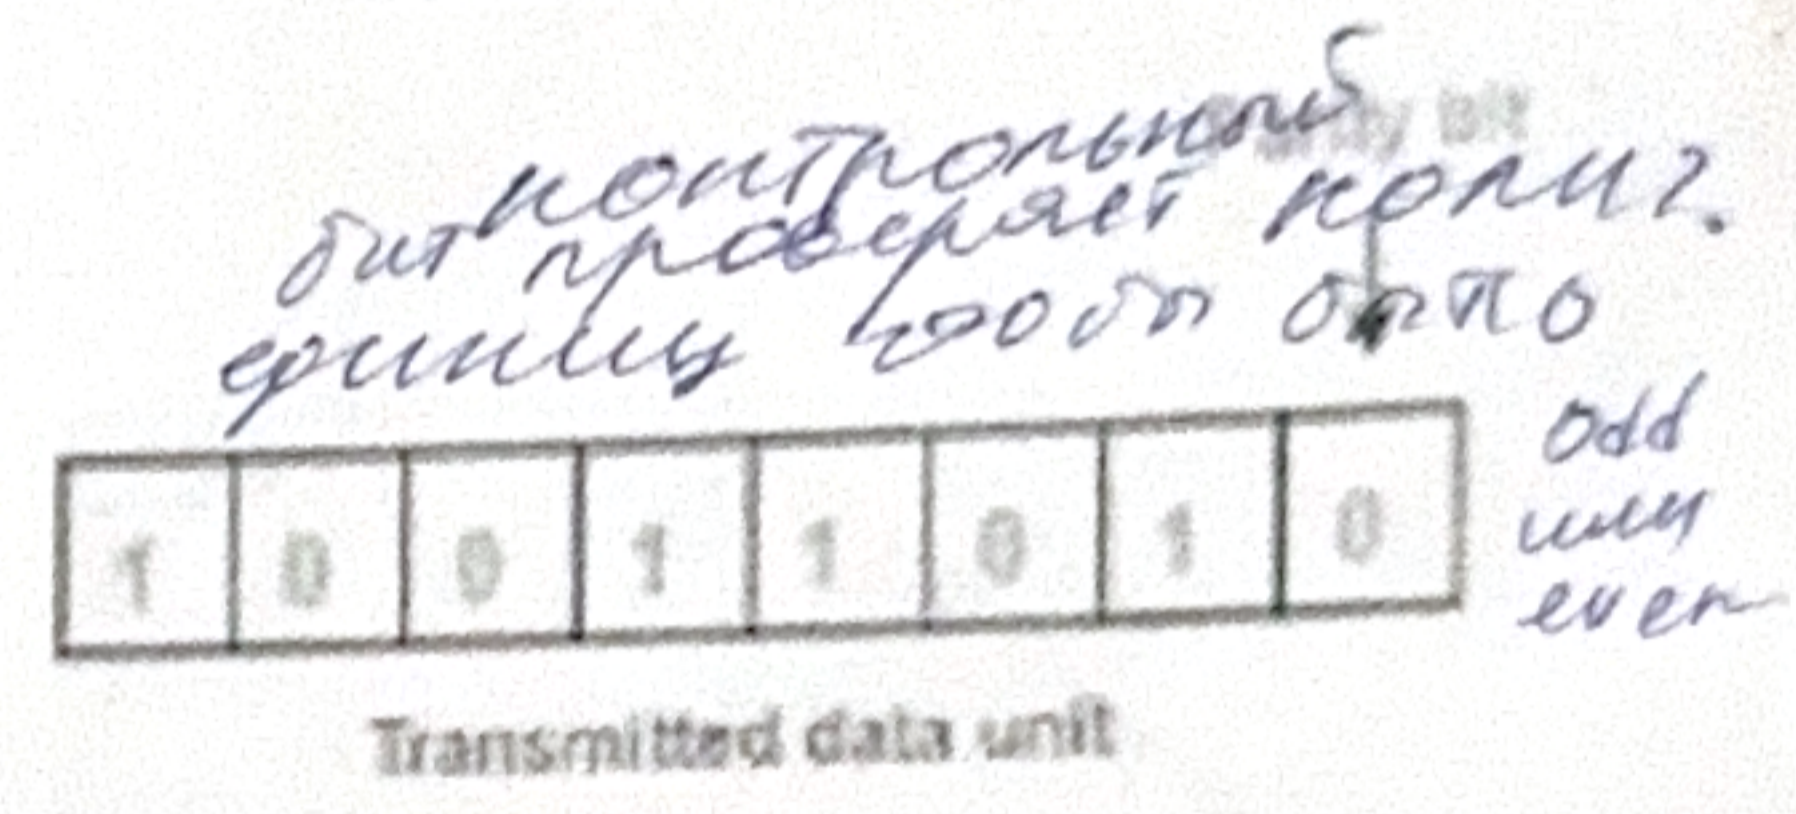 контрольный
бит проверяет колич.
единиц чтобы было
odd
или
even
bit
1 0 0 1 1 0 1 0
Transmitted data unit